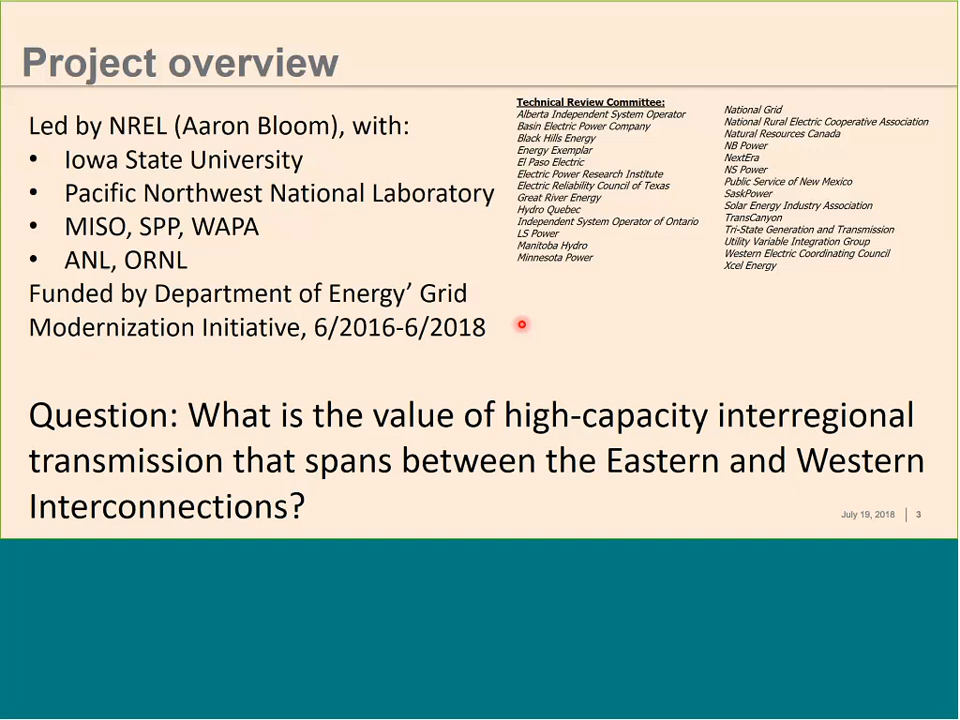 Project overview
Led by NREL (Aaron Bloom), with:
• Iowa State University
• Pacific Northwest National Laboratory
• MISO, SPP, WAPA
• ANL, ORNL
Funded by Department of Energy’ Grid
Modernization Initiative, 6/2016-6/2018
Technical Review Committee:
Alberta Independent System Operator
Basin Electric Power Company
Black Hills Energy
Energy Exemplar
El Paso Electric
Electric Power Research Institute
Electric Reliability Council of Texas
Great River Energy
Hydro Quebec
Independent System Operator of Ontario
LS Power
Manitoba Hydro
Minnesota Power
National Grid
National Rural Electric Cooperative Association
Natural Resources Canada
NB Power
NextEra
NS Power
Public Service of New Mexico
SaskPower
Solar Energy Industry Association
TransCanyon
Tri-State Generation and Transmission
Utility Variable Integration Group
Western Electric Coordinating Council
Xcel Energy
Question: What is the value of high-capacity interregional
transmission that spans between the Eastern and Western
Interconnections?
July 19, 2018 | 3